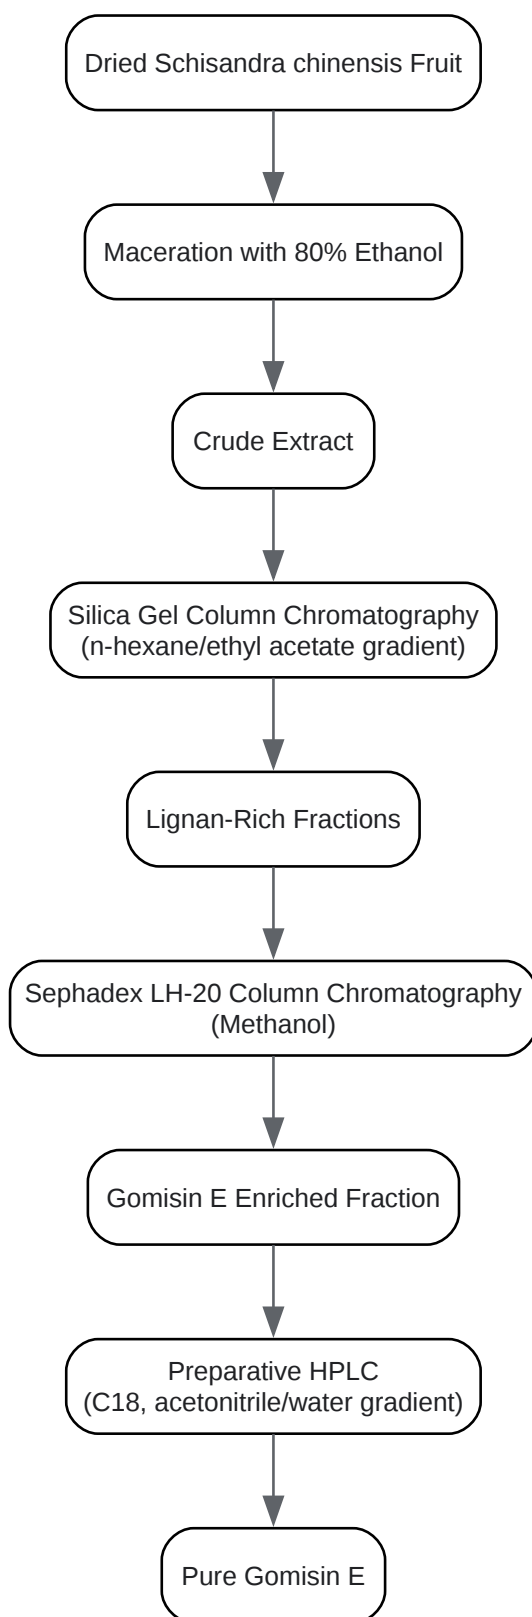 Dried Schisandra chinensis Fruit
Maceration with 80% Ethanol
Crude Extract
Silica Gel Column Chromatography
(n-hexane/ethyl acetate gradient)
Lignan-Rich Fractions
Sephadex LH-20 Column Chromatography
(Methanol)
Gomisin E Enriched Fraction
Preparative HPLC
(C18, acetonitrile/water gradient)
Pure Gomisin E